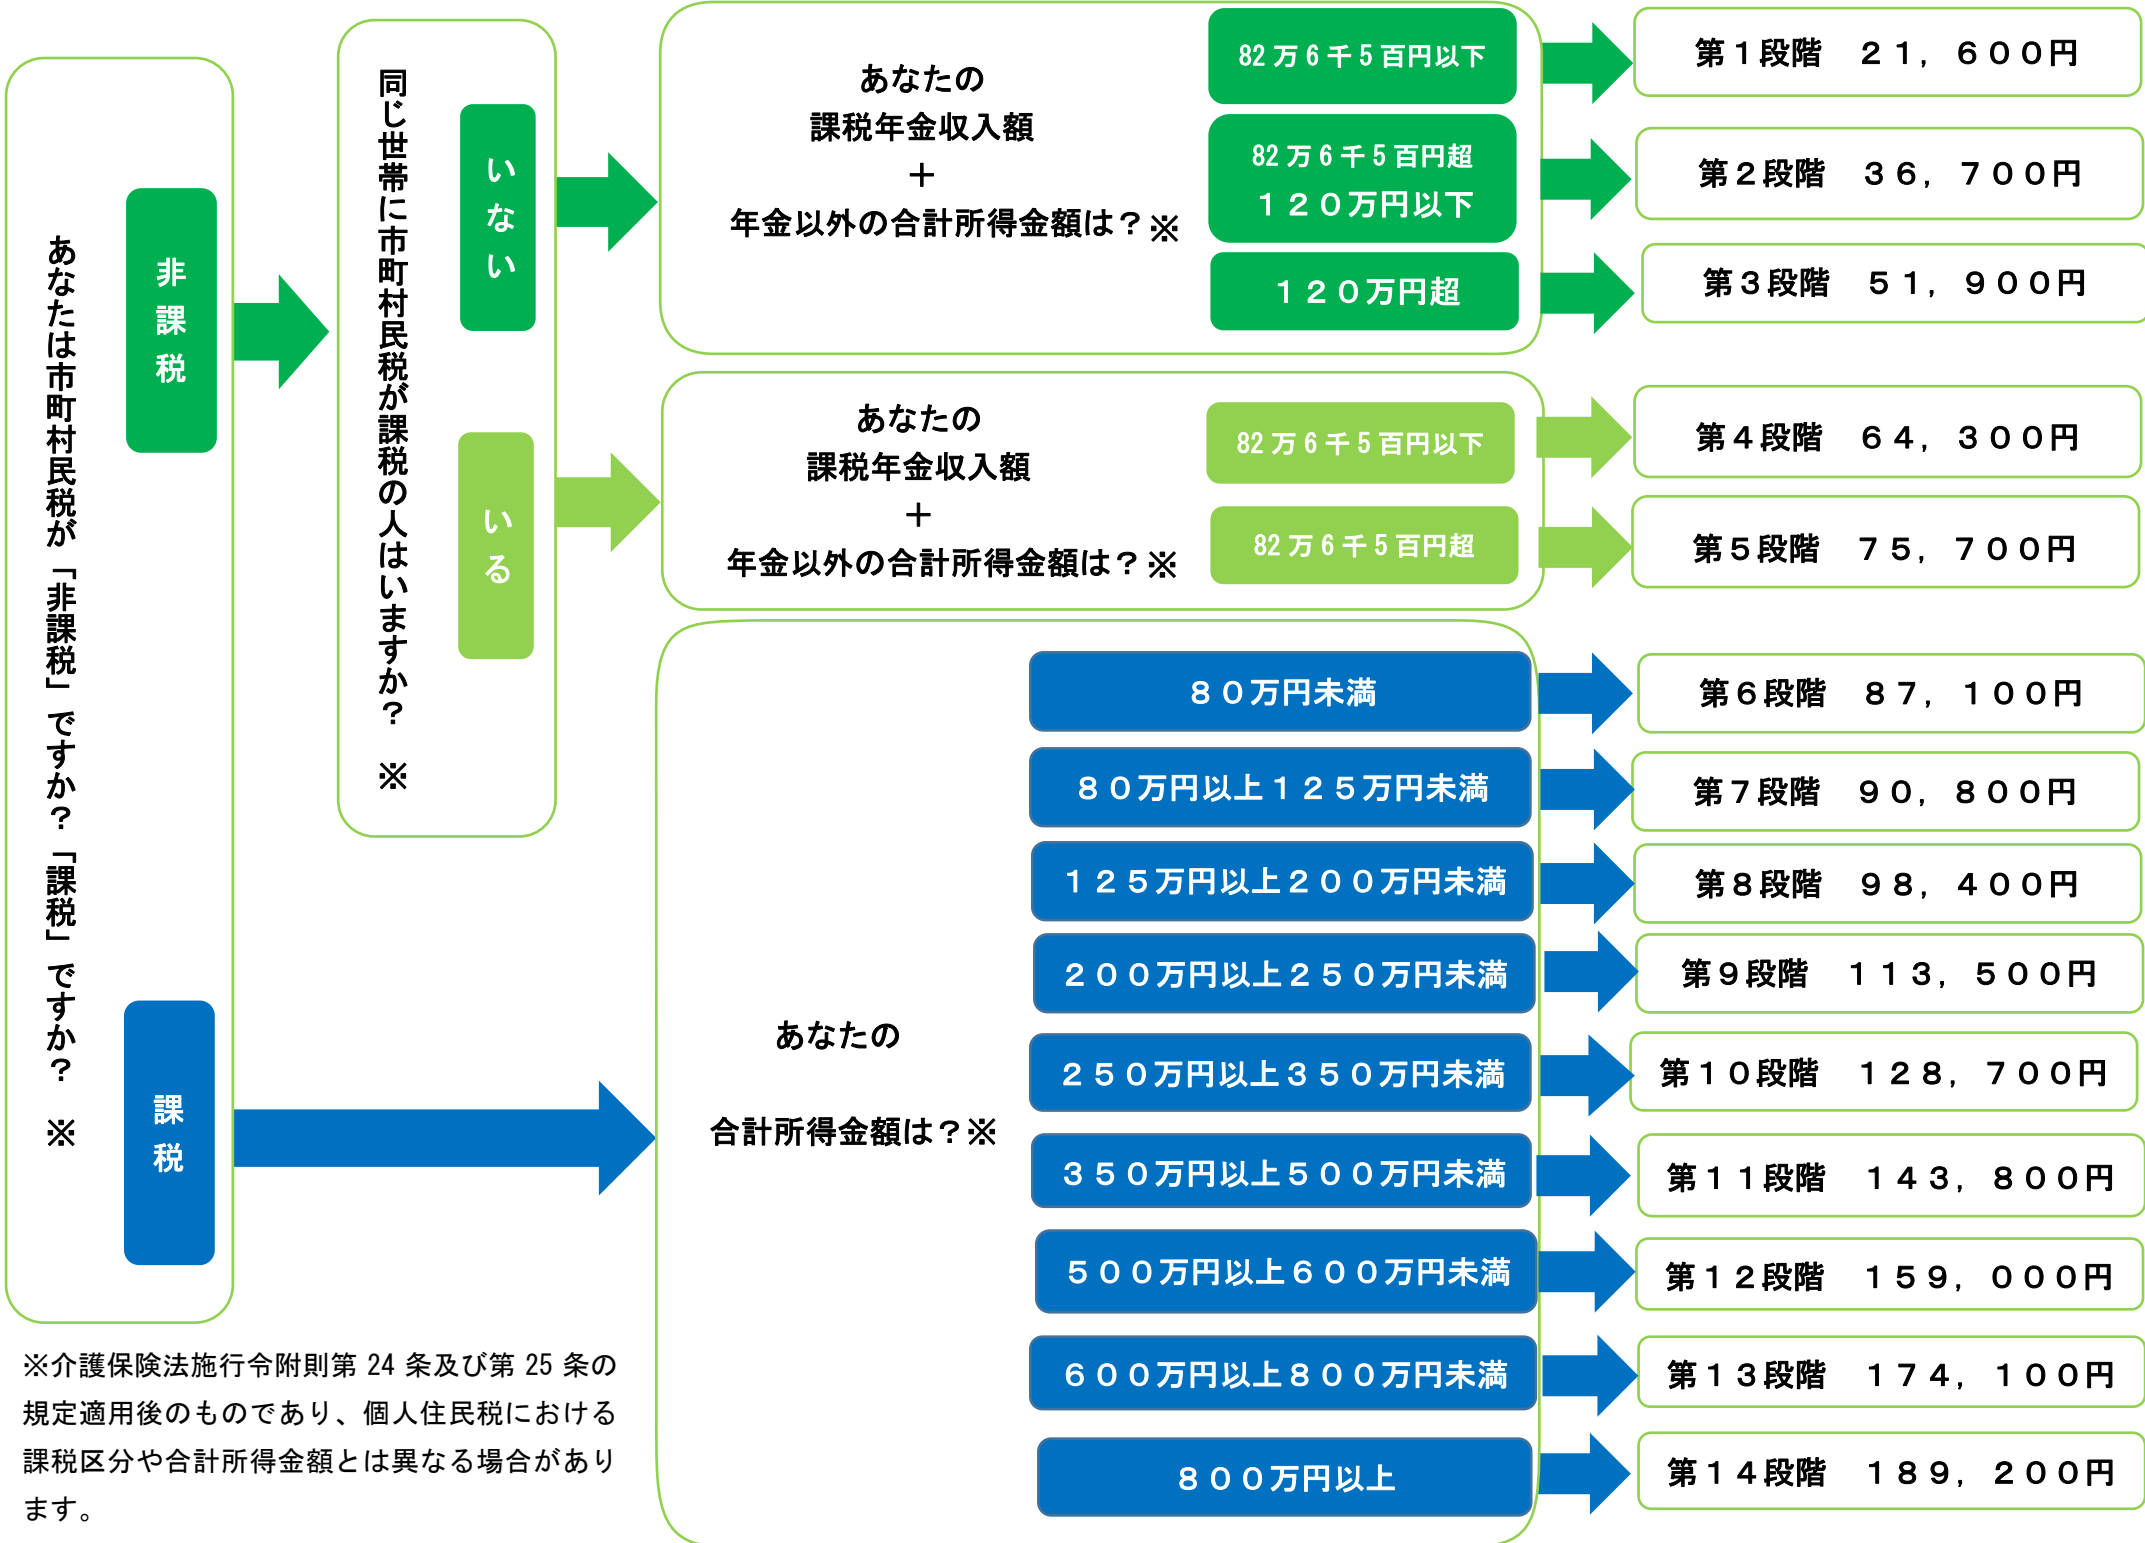 あなたは市町村民税が「非課税」ですか？「課税」ですか？　※
非課税
課税
同じ世帯に市町村民税が課税の人はいますか？　※
いない
いる
あなたの
課税年金収入額
＋
年金以外の合計所得金額は？※
82万6千5百円以下
第１段階　２１，６００円
82万6千5百円超
１２０万円以下
第２段階　３６，７００円
１２０万円超
第３段階　５１，９００円
あなたの
課税年金収入額
＋
年金以外の合計所得金額は？※
82万6千5百円以下
第４段階　６４，３００円
82万6千5百円超
第５段階　７５，７００円
あなたの
合計所得金額は？※
８０万円未満
第６段階　８７，１００円
８０万円以上１２５万円未満
第７段階　９０，８００円
１２５万円以上２００万円未満
第８段階　９８，４００円
２００万円以上２５０万円未満
第９段階　１１３，５００円
２５０万円以上３５０万円未満
第１０段階　１２８，７００円
３５０万円以上５００万円未満
第１１段階　１４３，８００円
５００万円以上６００万円未満
第１２段階　１５９，０００円
６００万円以上８００万円未満
第１３段階　１７４，１００円
８００万円以上
第１４段階　１８９，２００円
※介護保険法施行令附則第 24 条及び第 25 条の
規定適用後のものであり、個人住民税における
課税区分や合計所得金額とは異なる場合があり
ます。